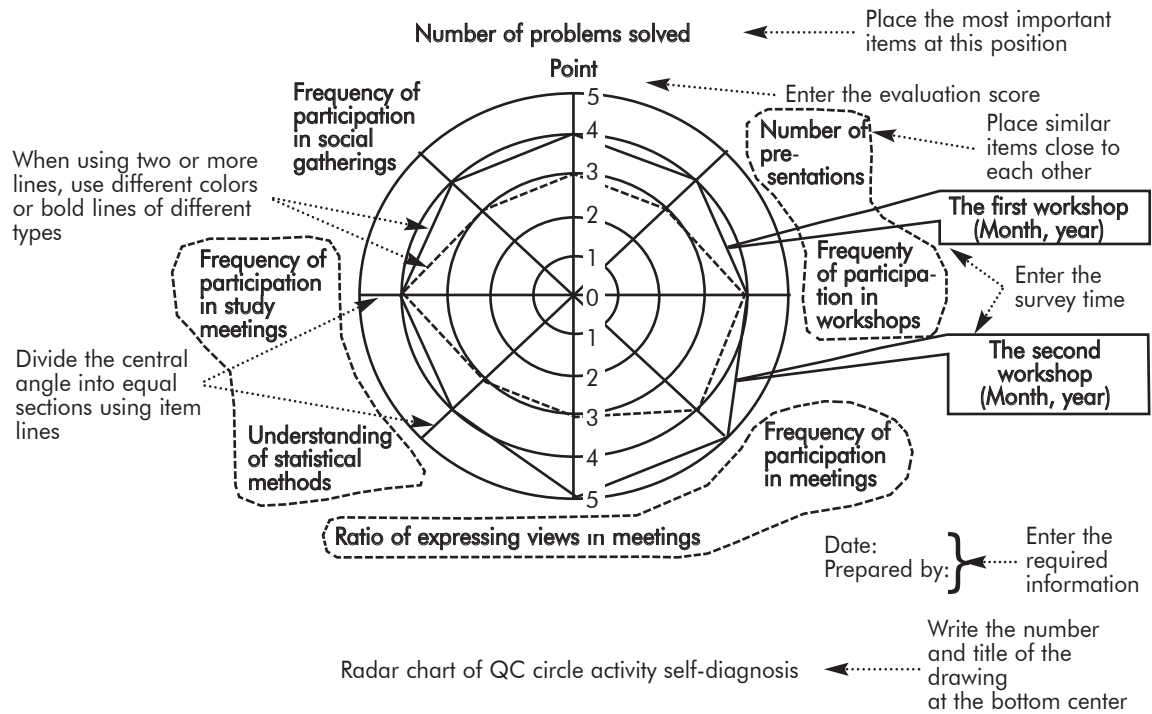 Number of problems solved
Place the most important
items at this position
Point
Enter the evaluation score
Frequency of
participation
in social
gatherings
Number of
pre-
sentations
Place similar
items close to
each other
When using two or more
lines, use different colors
or bold lines of different
types
The first workshop
(Month, year)
Frequency of
participation
in study
meetings
Frequenty
of participa-
tion in
workshops
Enter the
survey time
5
4
3
2
1
0
1
2
3
4
5
Divide the central
angle into equal
sections using item
lines
The second
workshop
(Month, year)
Understanding
of statistical
methods
Frequency of
participation
in meetings
Ratio of expressing views in meetings
Date:
Prepared by:
Enter the
required
information
Radar chart of QC circle activity self-diagnosis
Write the number
and title of the
drawing
at the bottom center